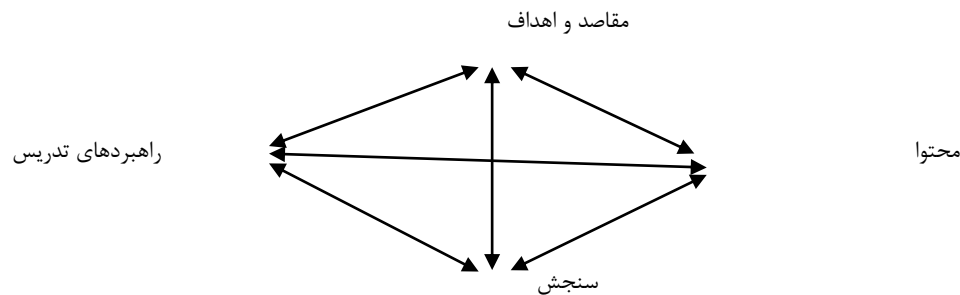 مقاصد و اهداف
محتوا
راهبردهای تدریس
سنجش